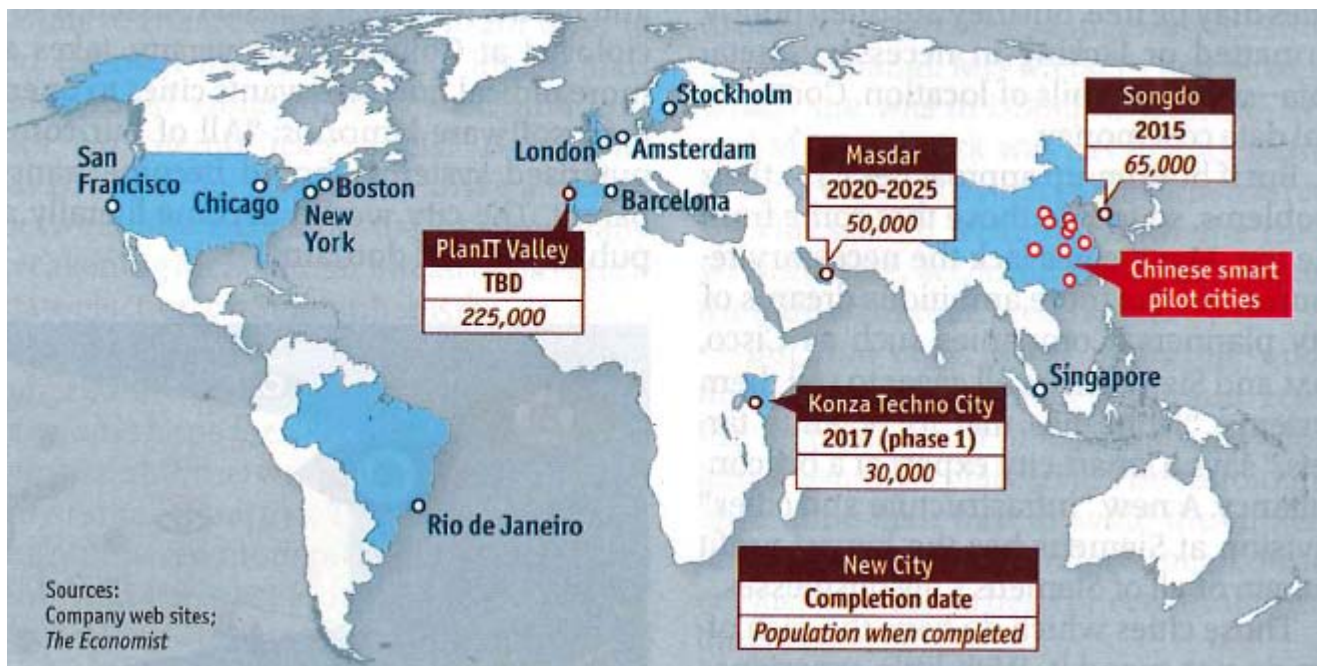 Stockholm
Songdo
2015
65,000
San
Francisco
Chicago
Boston
New
York
London
Amsterdam
Barcelona
Masdar
2020-2025
50,000
PlanIT Valley
TBD
225,000
Chinese smart
pilot cities
Singapore
Konza Techno City
2017 (phase 1)
30,000
Rio de Janeiro
New City
Completion date
Population when completed
Sources:
Company web sites;
The Economist